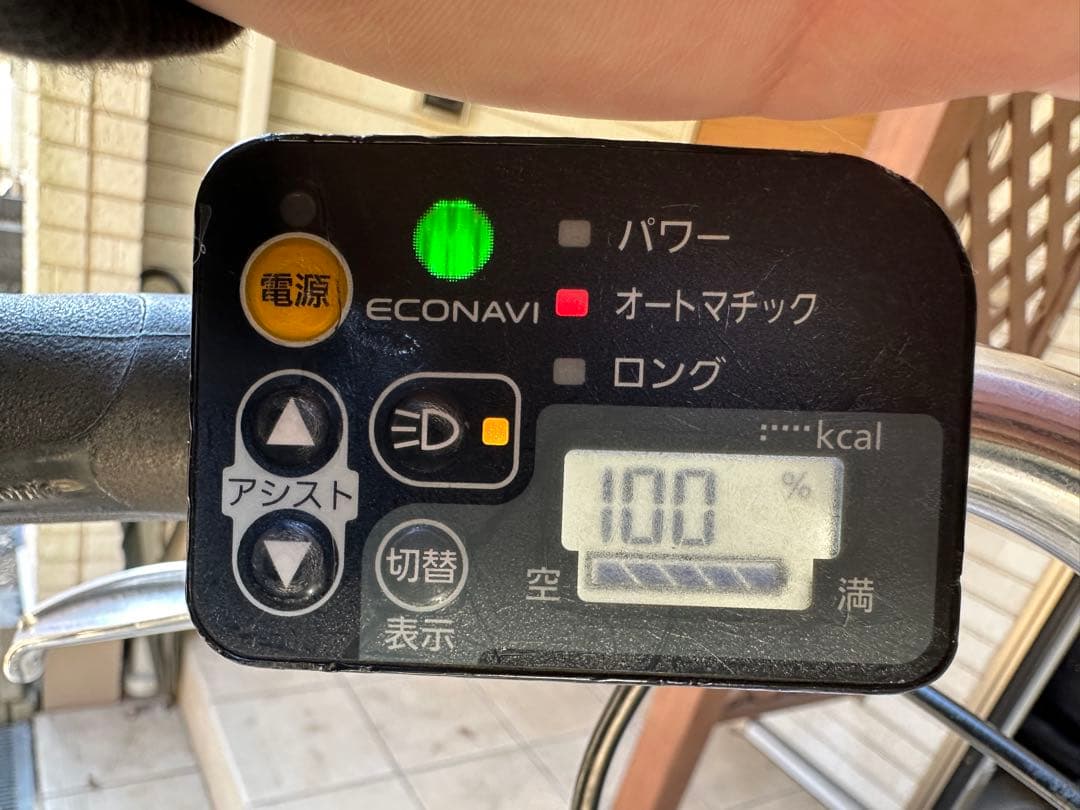 電源
ECONAVI
パワー
オートマチック
ロング
アシスト
切替
表示
kcal
100 %
空
満